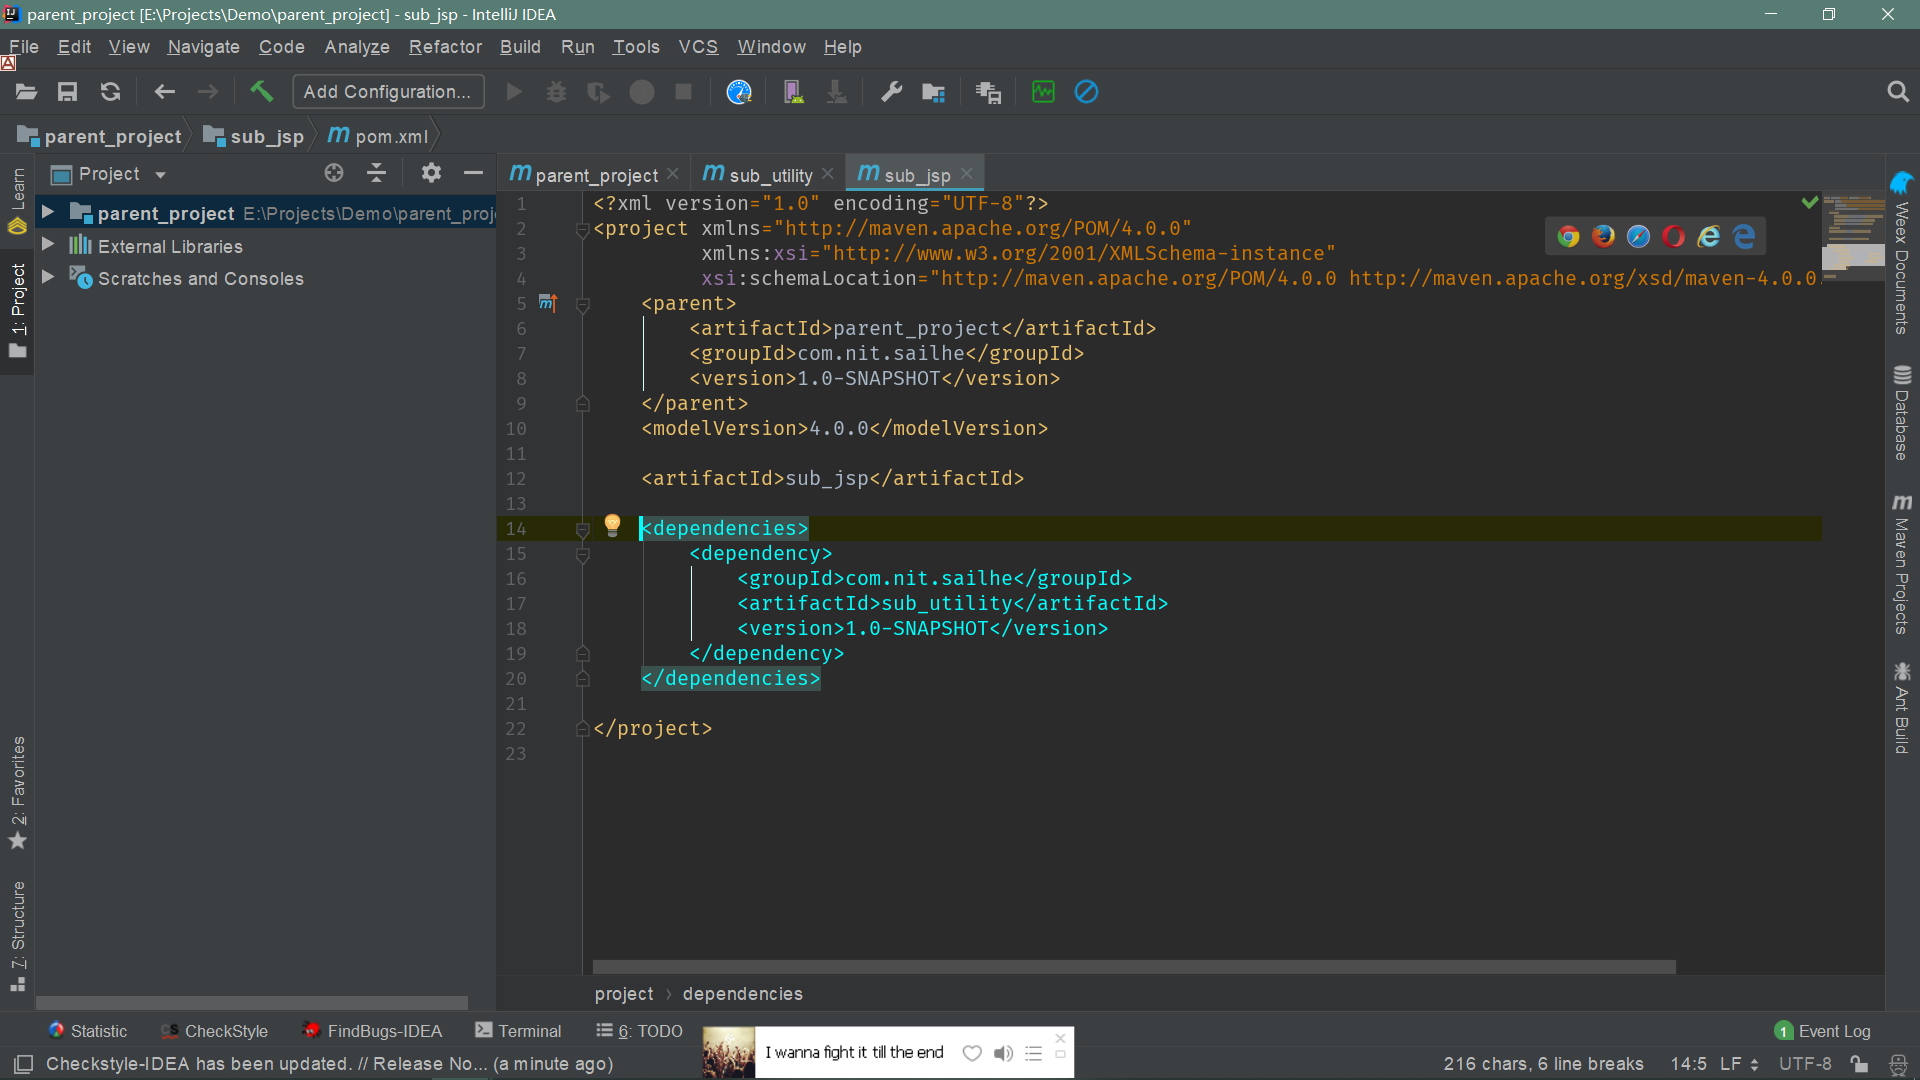 parent_project [E:\Projects\Demo\parent_project] - sub_jsp - IntelliJ IDEA
File Edit View Navigate Code Analyze Refactor Build Run Tools VCS Window Help
Add Configuration...
parent_project sub_jsp pom.xml
Project
parent_project sub_utility sub_jsp
parent_project E:\Projects\Demo\parent_proj
External Libraries
Scratches and Consoles
1 <?xml version="1.0" encoding="UTF-8"?>
2 <project xmlns="http://maven.apache.org/POM/4.0.0"
3 xmlns:xsi="http://www.w3.org/2001/XMLSchema-instance"
4 xsi:schemaLocation="http://maven.apache.org/POM/4.0.0 http://maven.apache.org/xsd/maven-4.0.0.
5 <parent>
6 <artifactId>parent_project</artifactId>
7 <groupId>com.nit.sailhe</groupId>
8 <version>1.0-SNAPSHOT</version>
9 </parent>
10 <modelVersion>4.0.0</modelVersion>
11
12 <artifactId>sub_jsp</artifactId>
13
14 <dependencies>
15 <dependency>
16 <groupId>com.nit.sailhe</groupId>
17 <artifactId>sub_utility</artifactId>
18 <version>1.0-SNAPSHOT</version>
19 </dependency>
20 </dependencies>
21
22 </project>
23
project › dependencies
Learn
1: Project
2: Favorites
7: Structure
Weex Documents
Database
Maven Projects
Ant Build
Statistic CheckStyle FindBugs-IDEA Terminal 6: TODO
I wanna fight it till the end
1 Event Log
Checkstyle-IDEA has been updated. // Release No... (a minute ago)
216 chars, 6 line breaks 14:5 LF UTF-8